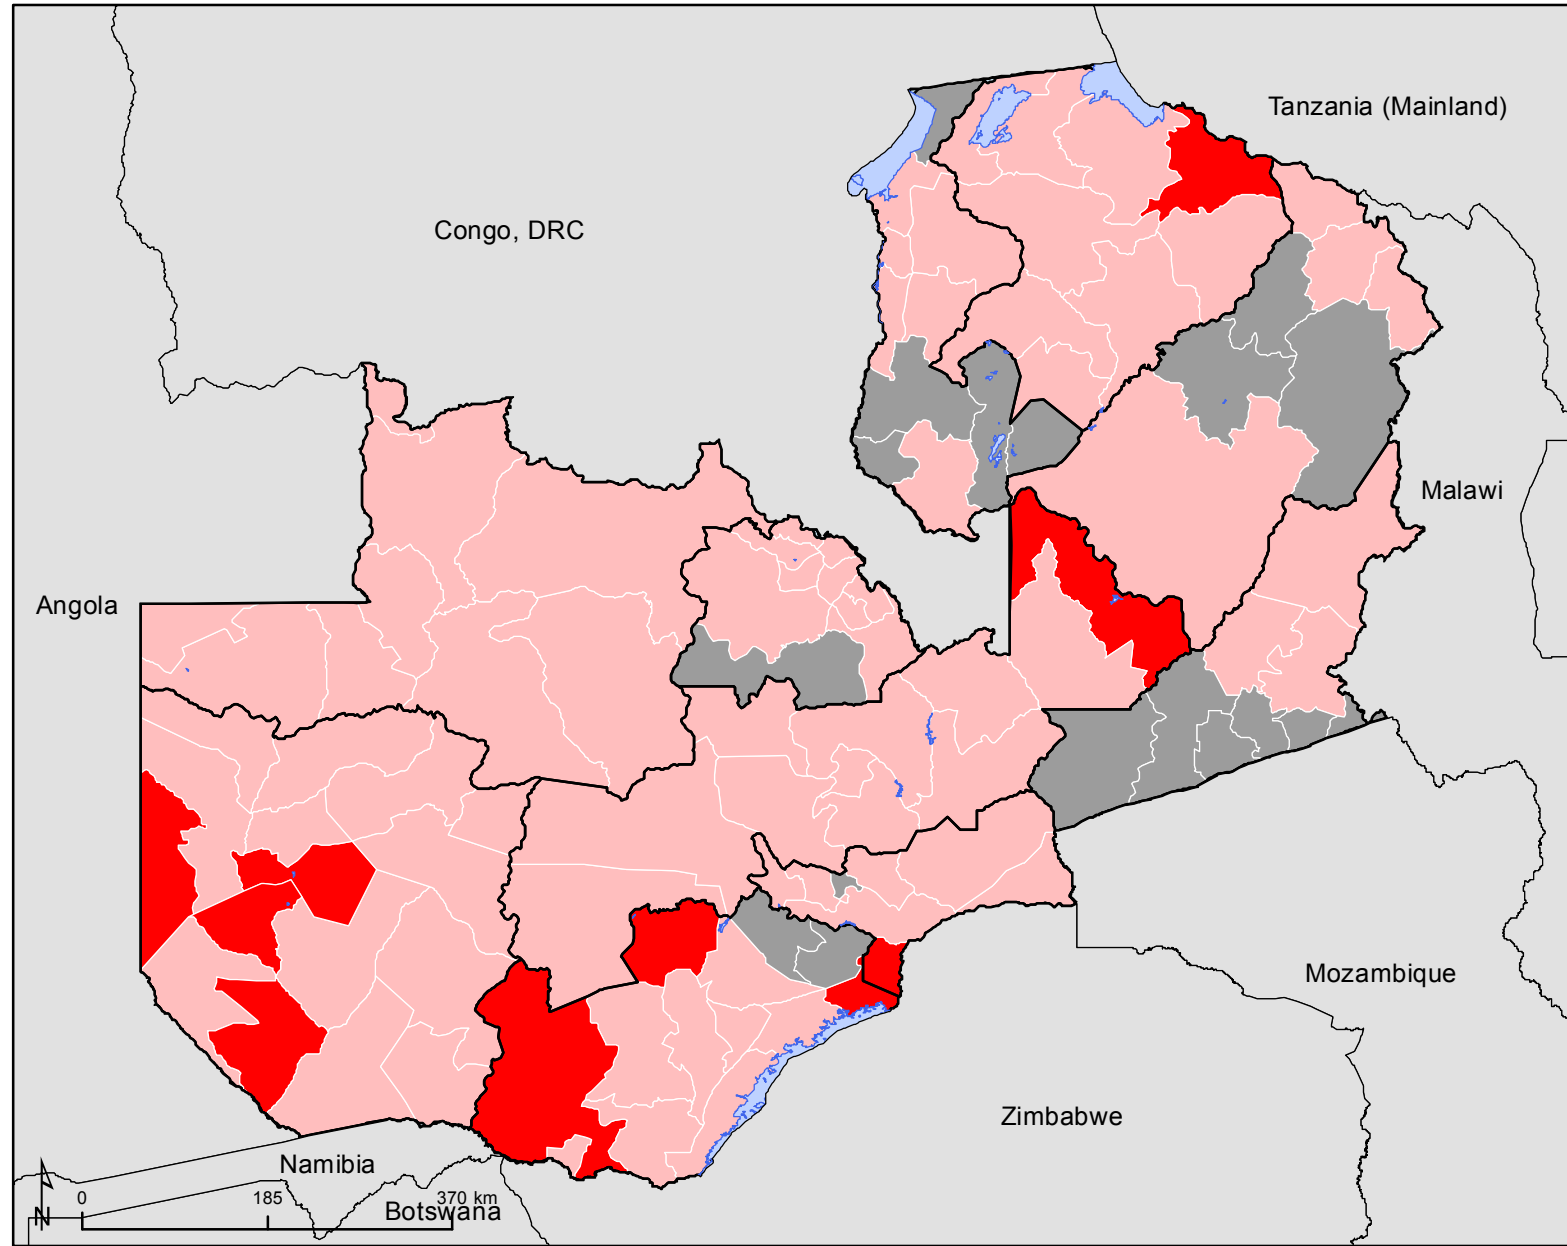 Tanzania (Mainland)
Congo, DRC
Malawi
Angola
Mozambique
Zimbabwe
Namibia
Botswana
N
0 185 370 km